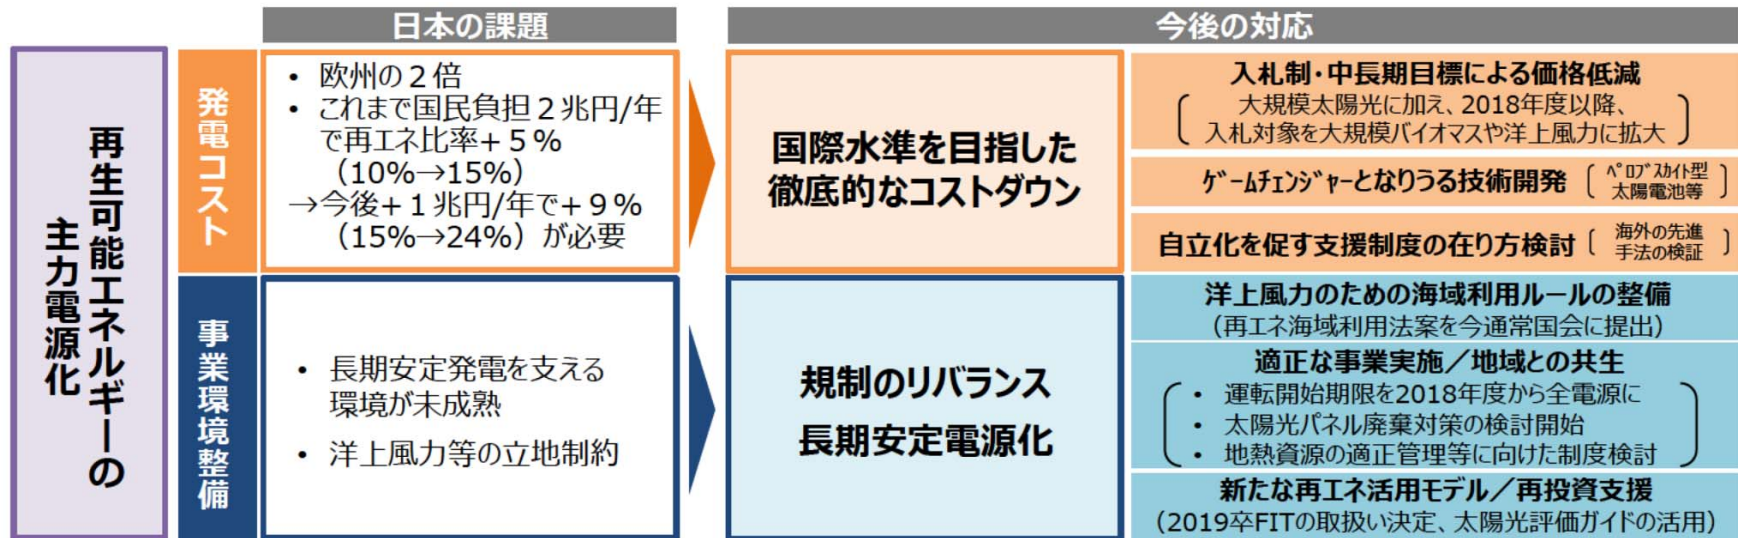 日本の課題
今後の対応
再生可能エネルギーの
主力電源化
発電コスト
• 欧州の２倍
• これまで国民負担２兆円/年
で再エネ比率+５%
（10%→15%）
→今後+１兆円/年で+９%
（15%→24%）が必要
国際水準を目指した
徹底的なコストダウン
入札制・中長期目標による価格低減
大規模太陽光に加え、2018年度以降、
入札対象を大規模バイオマスや洋上風力に拡大
ｹﾞｰﾑﾁｪﾝｼﾞｬｰとなりうる技術開発
ﾍﾟﾛﾌﾞｽｶｲﾄ型
太陽電池等
自立化を促す支援制度の在り方検討
海外の先進
手法の検証
事業環境整備
• 長期安定発電を支える
環境が未成熟
• 洋上風力等の立地制約
規制のリバランス
長期安定電源化
洋上風力のための海域利用ルールの整備
（再エネ海域利用法案を今通常国会に提出）
適正な事業実施／地域との共生
• 運転開始期限を2018年度から全電源に
• 太陽光パネル廃棄対策の検討開始
• 地熱資源の適正管理等に向けた制度検討
新たな再エネ活用モデル／再投資支援
（2019卒FITの取扱い決定、太陽光評価ガイドの活用）